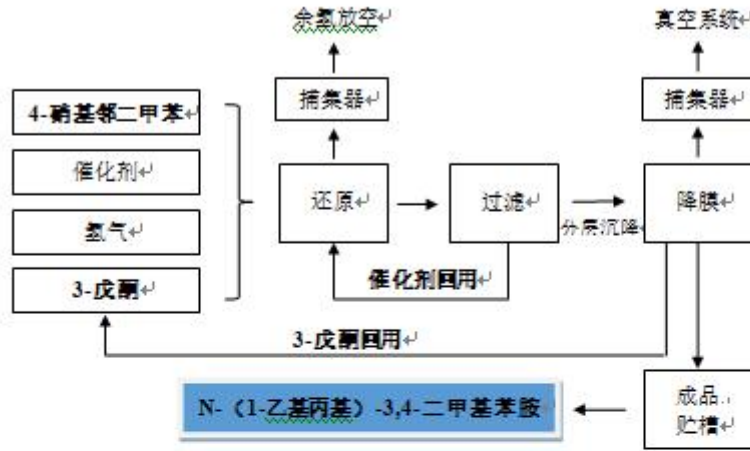 余氢放空
真空系统
捕集器
捕集器
4-硝基邻二甲苯
催化剂
氢气
3-戊酮
还原
过滤
分层沉降
降膜
催化剂回用
3-戊酮回用
成品
贮槽
N-（1-乙基丙基）-3,4-二甲基苯胺